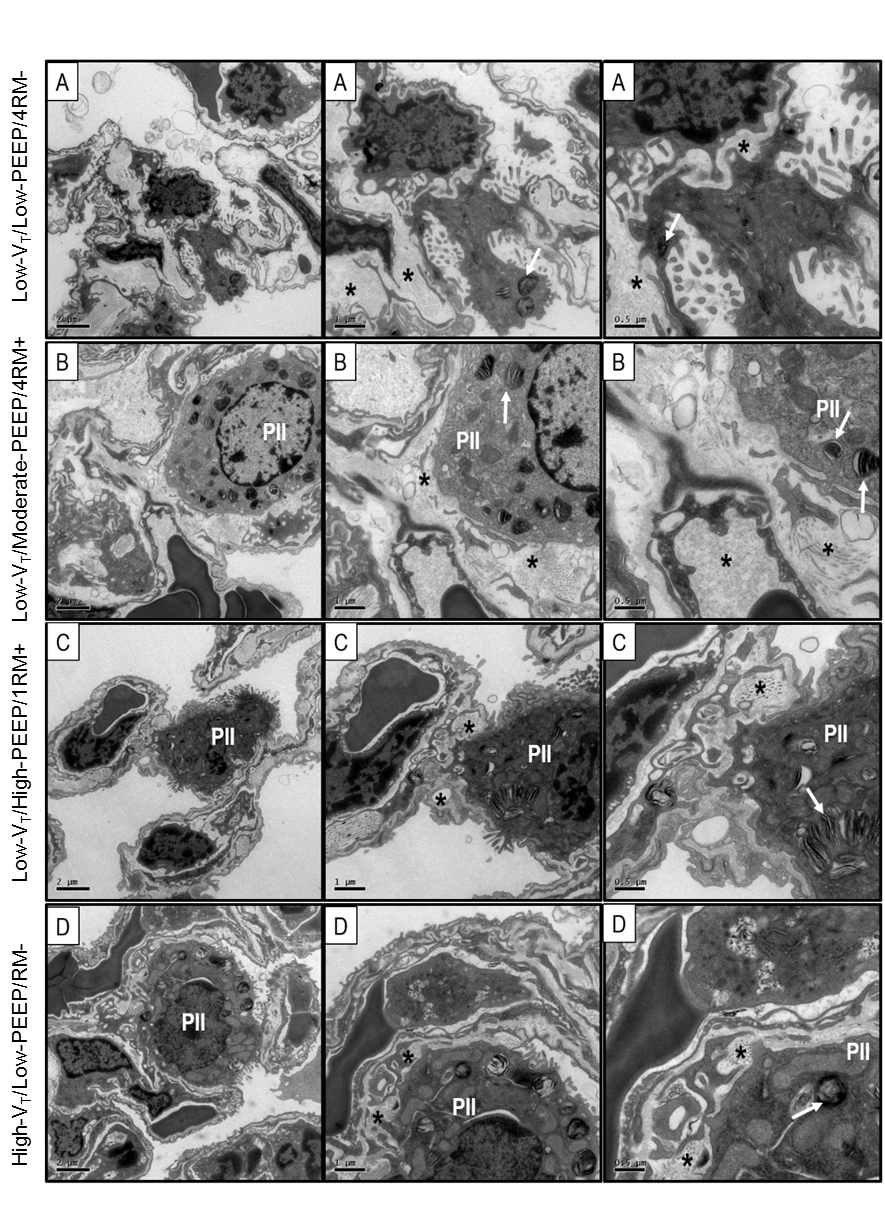 Low-VT/Low-PEEP/4RM-
A
A
A
*
*
*
*
2 µm
1 µm
0.5 µm
Low-VT/Moderate-PEEP/4RM+
B
B
B
PII
PII
PII
*
*
*
*
2 µm
1 µm
0.5 µm
Low-VT/High-PEEP/1RM+
C
C
C
PII
PII
PII
*
*
*
2 µm
1 µm
0.5 µm
High-VT/Low-PEEP/RM-
D
D
D
PII
PII
PII
*
*
*
*
2 µm
1 µm
0.5 µm